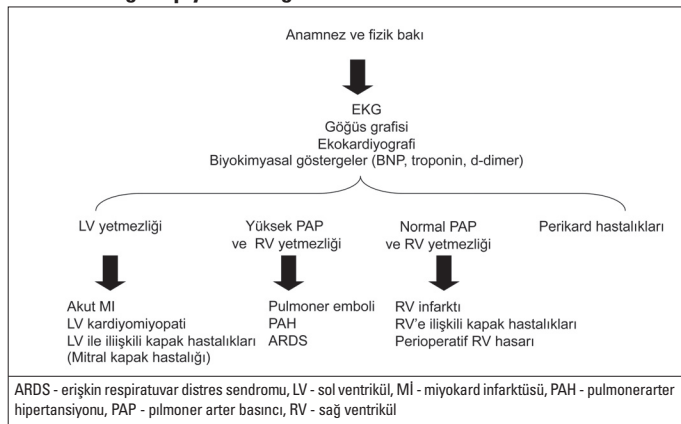 Anamnez ve fizik bakı
EKG
Göğüs grafisi
Ekokardiyografi
Biyokimyasal göstergeler (BNP, troponin, d-dimer)
LV yetmezliği
Yüksek PAP
ve RV yetmezliği
Normal PAP
ve RV yetmezliği
Perikard hastalıkları
Akut MI
LV kardiyomiyopati
LV ile iliişkili kapak hastalıkları
(Mitral kapak hastalığı)
Pulmoner emboli
PAH
ARDS
RV infarktı
RV'e ilişkili kapak hastalıkları
Perioperatif RV hasarı
ARDS - erişkin respiratuvar distres sendromu, LV - sol ventrikül, Mİ - miyokard infarktüsü, PAH - pulmonerarter
hipertansiyonu, PAP - pılmoner arter basıncı, RV - sağ ventrikül